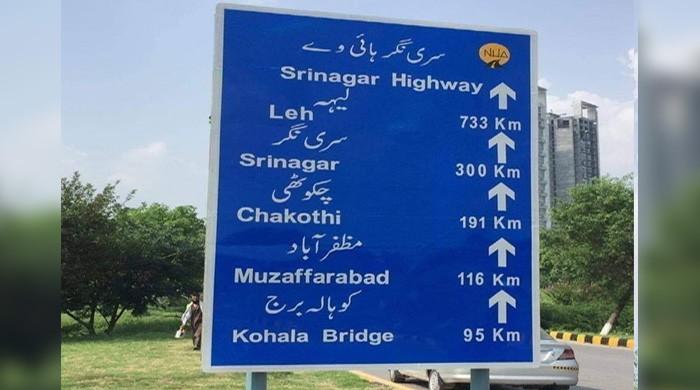 سری نگر ہائی وے
NHA
Srinagar Highway
لیہہ
Leh 733 Km
سری نگر
Srinagar 300 Km
چکوٹھی
Chakothi 191 Km
مظفر آباد
Muzaffarabad 116 Km
کوہالہ برج
Kohala Bridge 95 Km